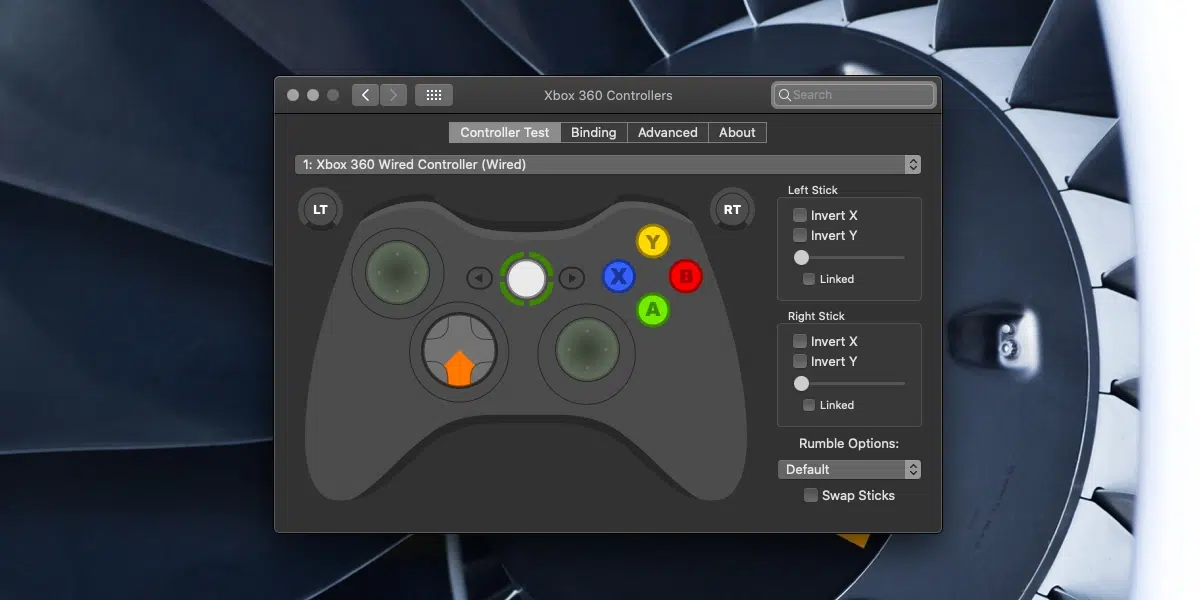 Xbox 360 Controllers
Search
Controller Test Binding Advanced About
1: Xbox 360 Wired Controller (Wired)
LT
RT
Y
X
B
A
Left Stick
Invert X
Invert Y
Linked
Right Stick
Invert X
Invert Y
Linked
Rumble Options:
Default
Swap Sticks